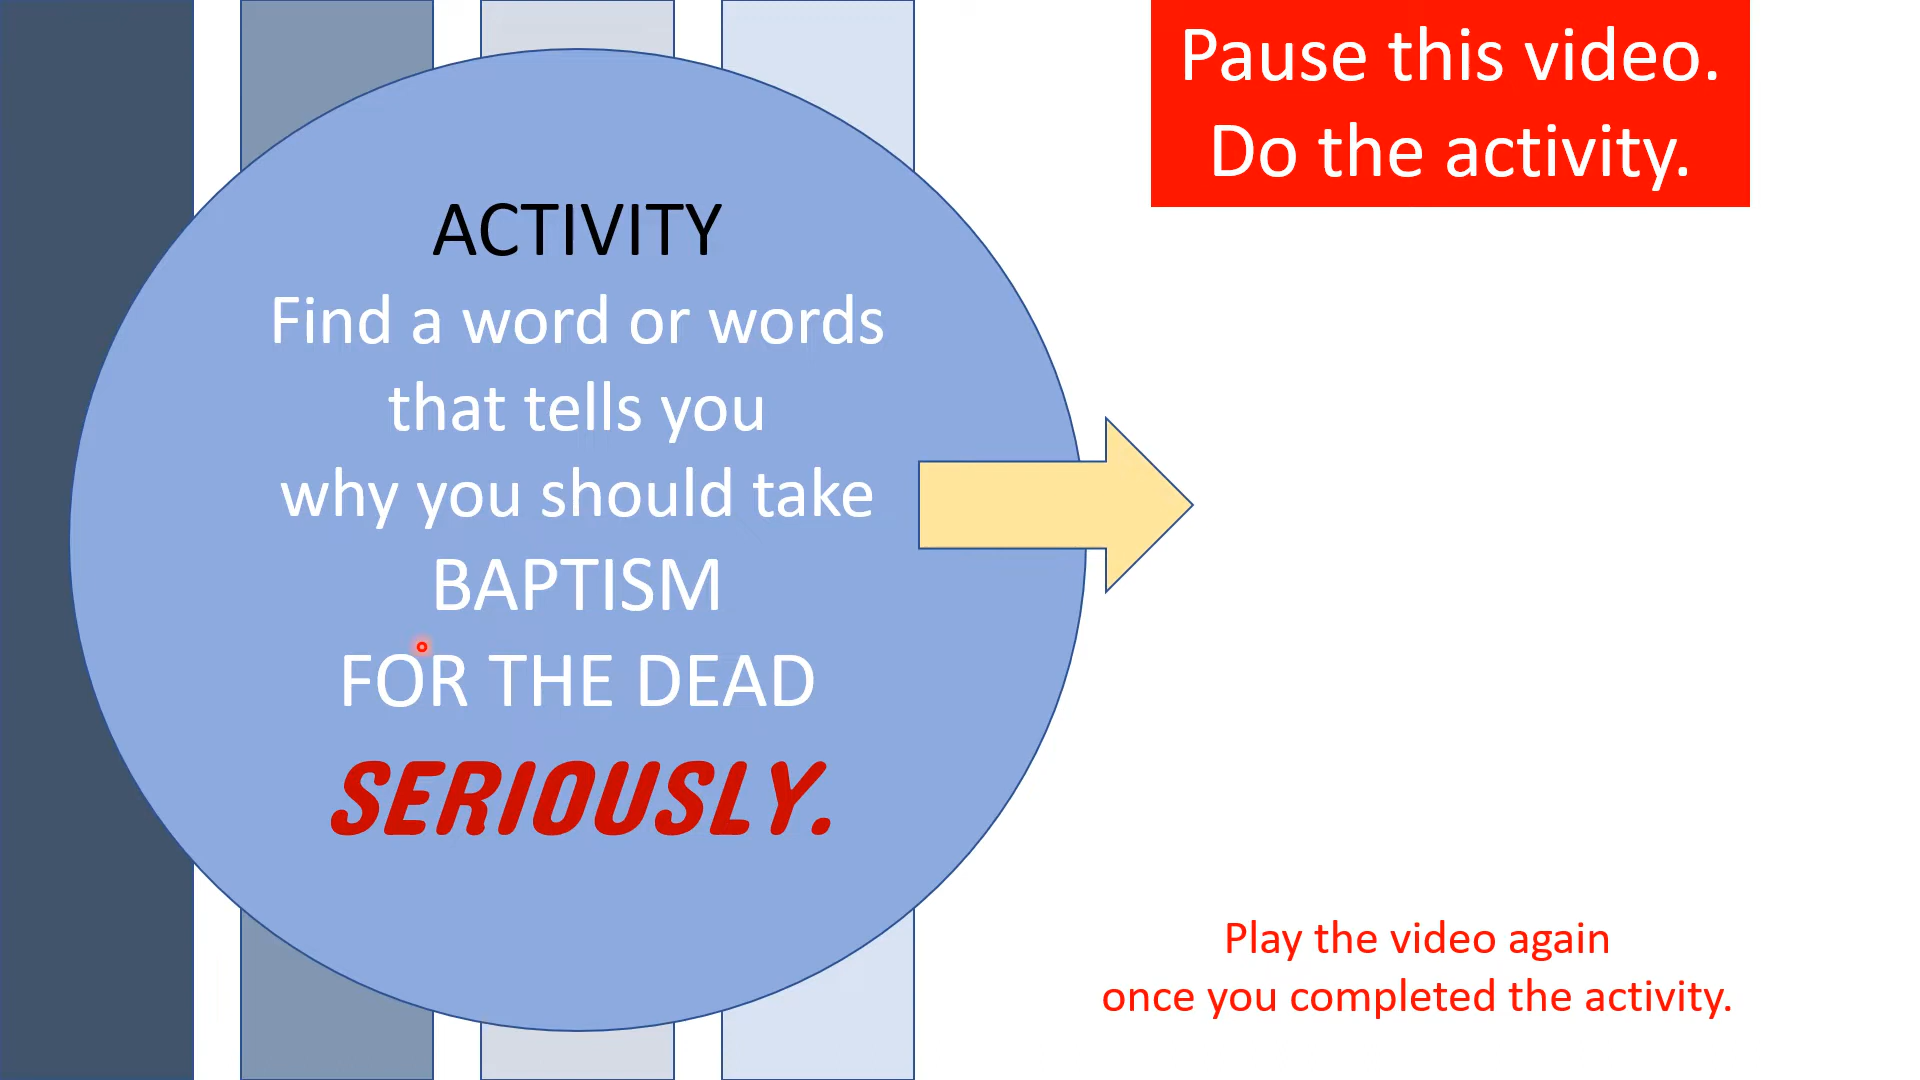 Pause this video.
Do the activity.
ACTIVITY
Find a word or words
that tells you
why you should take
BAPTISM
FOR THE DEAD
SERIOUSLY.
Play the video again
once you completed the activity.